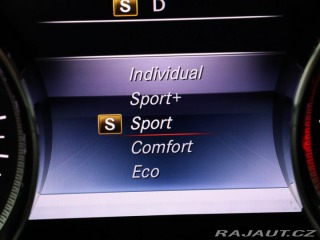 S D
Individual
Sport+
S Sport
Comfort
Eco
RAJAUT.CZ